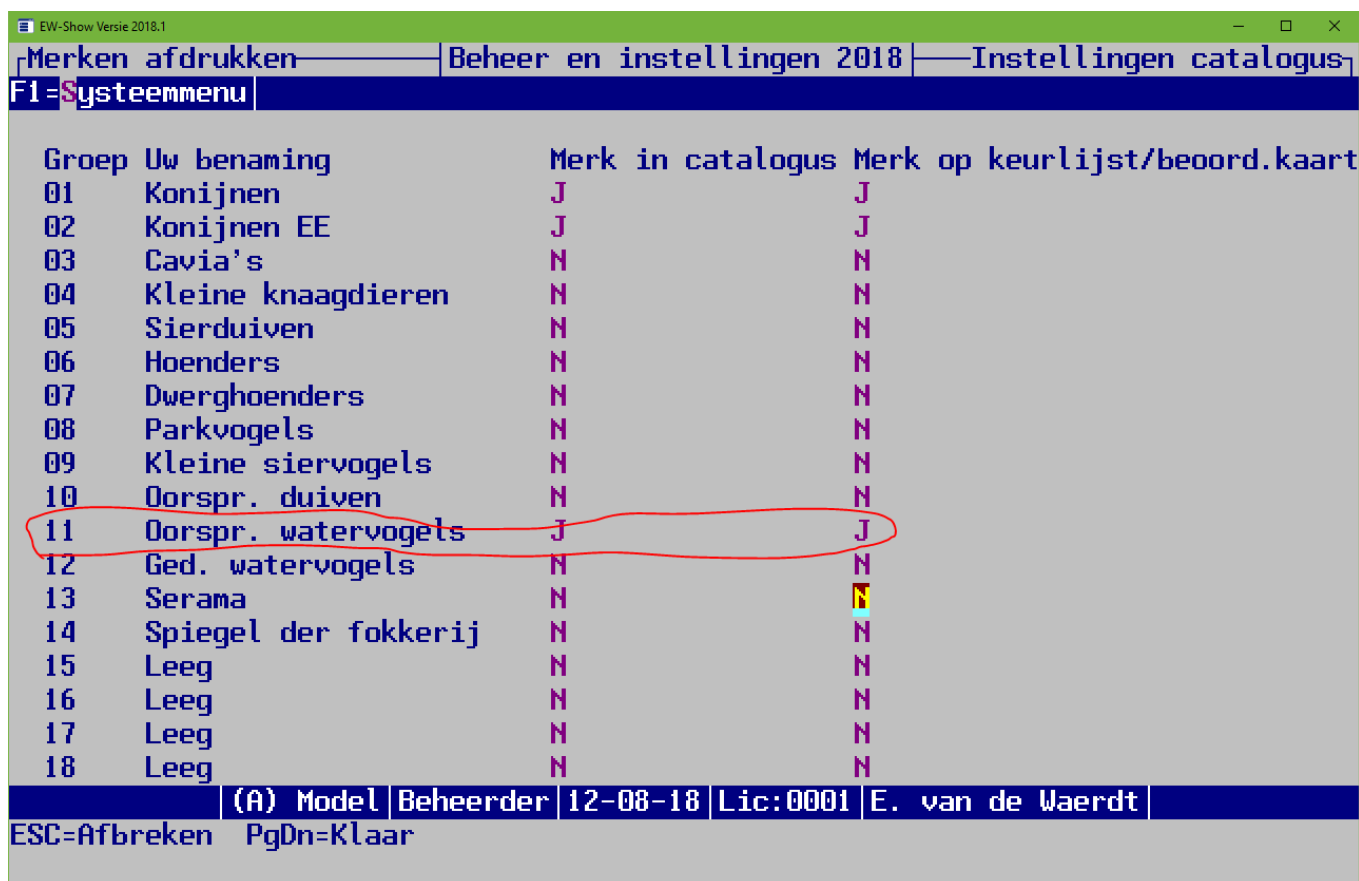 EW-Show Versie 2018.1
Merken afdrukken Beheer en instellingen 2018 Instellingen catalogus
F1=Systeemmenu
Groep Uw benaming Merk in catalogus Merk op keurlijst/beoord.kaart
01 Konijnen J J
02 Konijnen EE J J
03 Cavia's N N
04 Kleine knaagdieren N N
05 Sierduiven N N
06 Hoenders N N
07 Dwerghoenders N N
08 Parkvogels N N
09 Kleine siervogels N N
10 Oorspr. duiven N N
11 Oorspr. watervogels J J
12 Ged. watervogels N N
13 Serama N N
14 Spiegel der fokkerij N N
15 Leeg N N
16 Leeg N N
17 Leeg N N
18 Leeg N N
(A) Model|Beheerder|12-08-18|Lic:0001|E. van de Waerdt|
ESC=Afbreken PgDn=Klaar